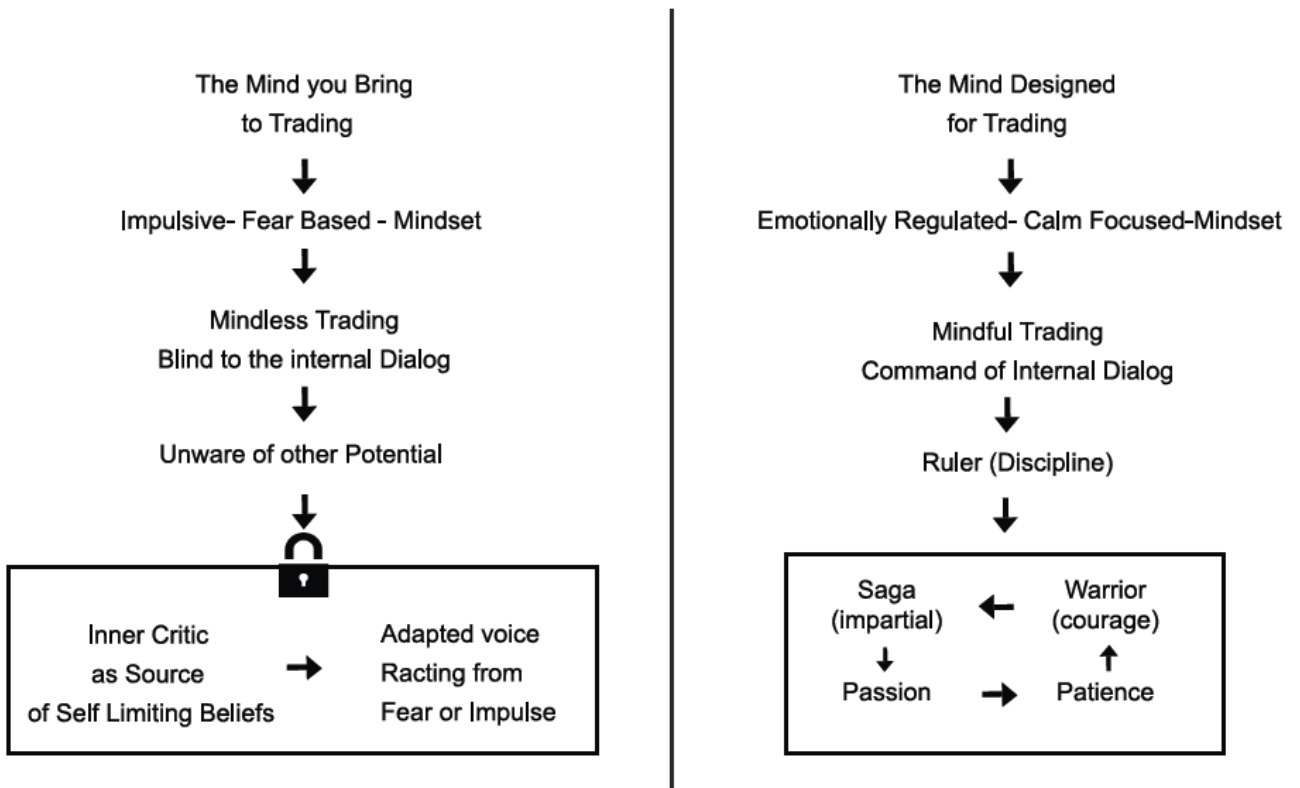 The Mind you Bring
to Trading
Impulsive- Fear Based - Mindset
Mindless Trading
Blind to the internal Dialog
Unware of other Potential
Inner Critic
as Source
of Self Limiting Beliefs
Adapted voice
Racting from
Fear or Impulse
The Mind Designed
for Trading
Emotionally Regulated- Calm Focused-Mindset
Mindful Trading
Command of Internal Dialog
Ruler (Discipline)
Saga
(impartial)
Warrior
(courage)
Passion
Patience